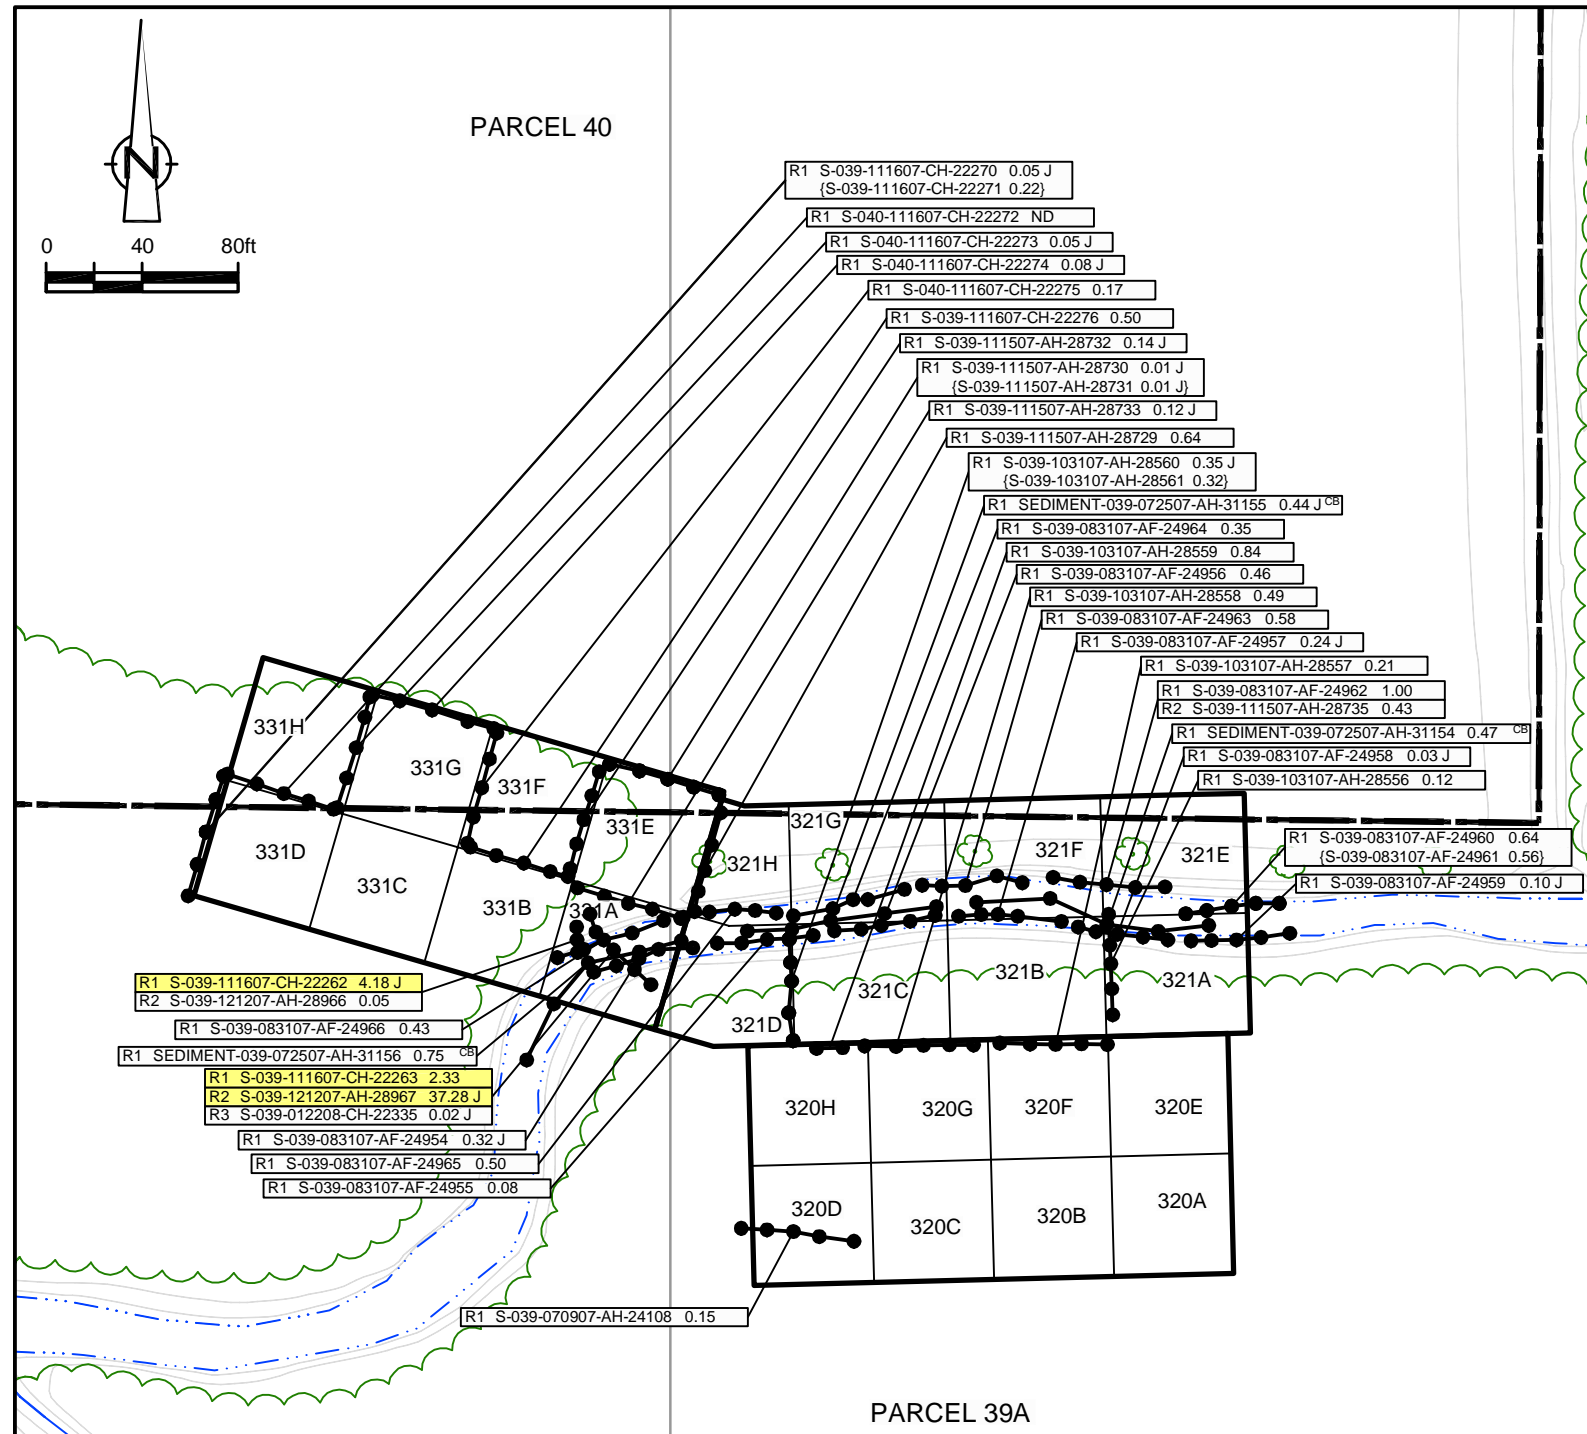 PARCEL 40
N
0 40 80ft
R1 S-039-111607-CH-22270 0.05 J
{S-039-111607-CH-22271 0.22}
R1 S-040-111607-CH-22272 ND
R1 S-040-111607-CH-22273 0.05 J
R1 S-040-111607-CH-22274 0.08 J
R1 S-040-111607-CH-22275 0.17
R1 S-039-111607-CH-22276 0.50
R1 S-039-111507-AH-28732 0.14 J
R1 S-039-111507-AH-28730 0.01 J
{S-039-111507-AH-28731 0.01 J}
R1 S-039-111507-AH-28733 0.12 J
R1 S-039-111507-AH-28729 0.64
R1 S-039-103107-AH-28560 0.35 J
{S-039-103107-AH-28561 0.32}
R1 SEDIMENT-039-072507-AH-31155 0.44 J CB
R1 S-039-083107-AF-24964 0.35
R1 S-039-103107-AH-28559 0.84
R1 S-039-083107-AF-24956 0.46
R1 S-039-103107-AH-28558 0.49
R1 S-039-083107-AF-24963 0.58
R1 S-039-083107-AF-24957 0.24 J
R1 S-039-103107-AH-28557 0.21
R1 S-039-083107-AF-24962 1.00
R2 S-039-111507-AH-28735 0.43
R1 SEDIMENT-039-072507-AH-31154 0.47 CB
R1 S-039-083107-AF-24958 0.03 J
R1 S-039-103107-AH-28556 0.12
R1 S-039-083107-AF-24960 0.64
{S-039-083107-AF-24961 0.56}
R1 S-039-083107-AF-24959 0.10 J
331H
331G
331F
331E
331D
331C
331B
331A
321G
321H
321F
321E
321D
321C
321B
321A
R1 S-039-111607-CH-22262 4.18 J
R2 S-039-121207-AH-28966 0.05
R1 S-039-083107-AF-24966 0.43
R1 SEDIMENT-039-072507-AH-31156 0.75 CB
R1 S-039-111607-CH-22263 2.33
R2 S-039-121207-AH-28967 37.28 J
R3 S-039-012208-CH-22335 0.02 J
R1 S-039-083107-AF-24954 0.32 J
R1 S-039-083107-AF-24965 0.50
R1 S-039-083107-AF-24955 0.08
320H
320G
320F
320E
320D
320C
320B
320A
R1 S-039-070907-AH-24108 0.15
PARCEL 39A